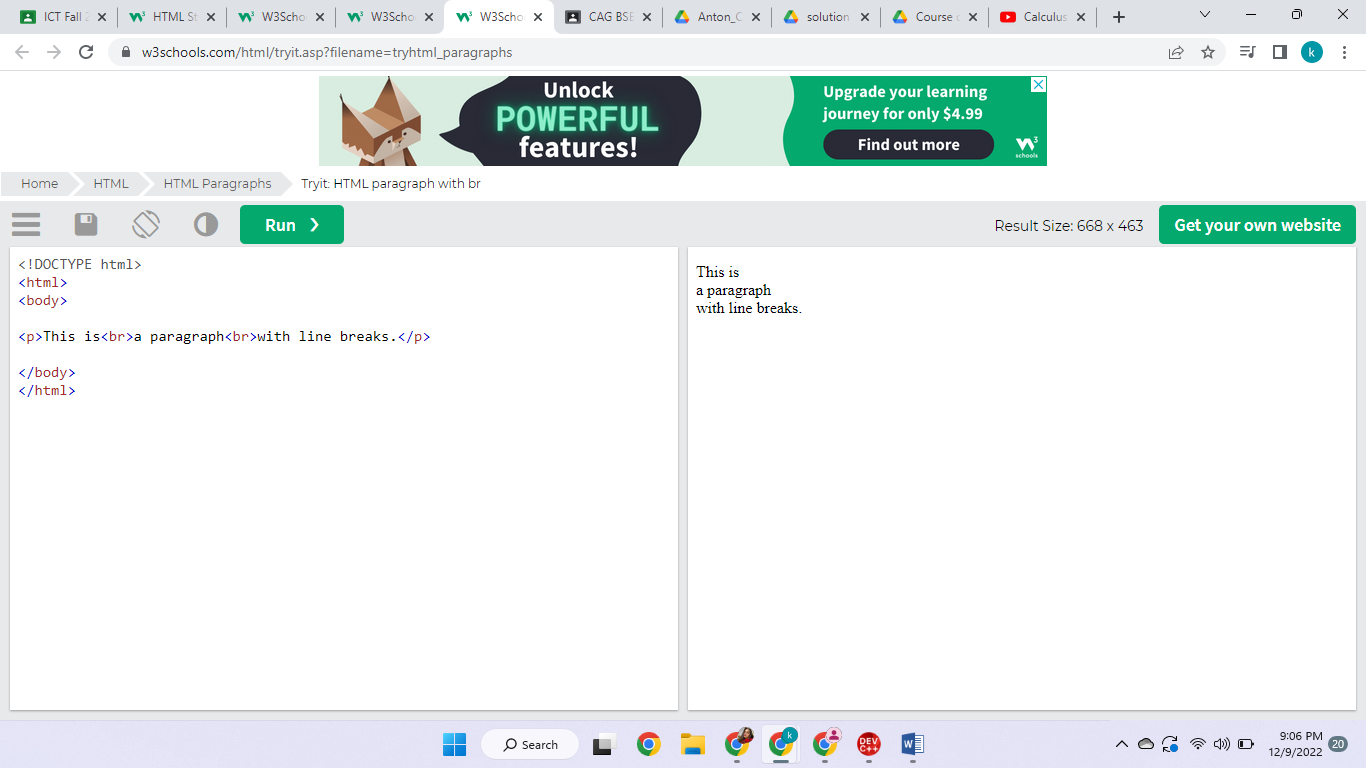 ICT Fall 2
HTML St
W3Scho
W3Scho
W3Scho
CAG BSE
Anton_C
solution
Course
Calculus
w3schools.com/html/tryit.asp?filename=tryhtml_paragraphs
k
Unlock
POWERFUL
features!
Upgrade your learning
journey for only $4.99
Find out more
W3
schools
Home
HTML
HTML Paragraphs
Tryit: HTML paragraph with br
Run ❯
Result Size: 668 x 463
Get your own website
<!DOCTYPE html>
<html>
<body>
<p>This is<br>a paragraph<br>with line breaks.</p>
</body>
</html>
This is
a paragraph
with line breaks.
Search
k
DEV
C++
W
9:06 PM
12/9/2022
20